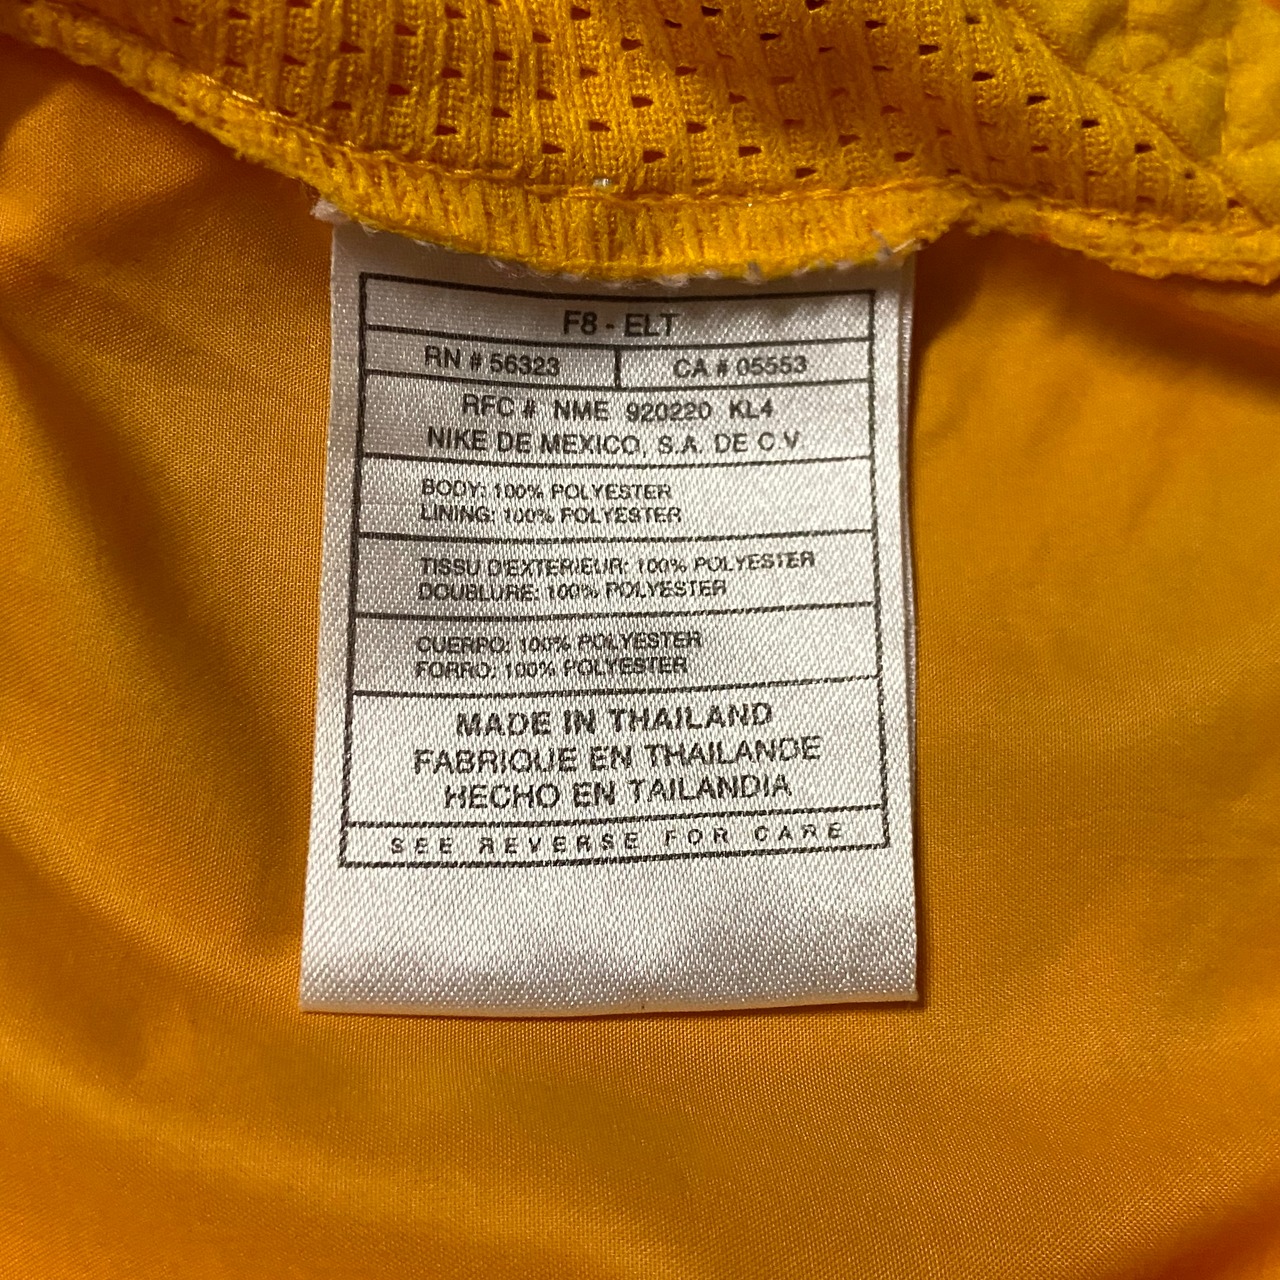 F8 - ELT
RN # 56323
CA # 05553
RFC # NME 920220 KL4
NIKE DE MEXICO, S.A. DE C.V.
BODY: 100% POLYESTER
LINING: 100% POLYESTER
TISSU D'EXTERIEUR: 100% POLYESTER
DOUBLURE: 100% POLYESTER
CUERPO: 100% POLYESTER
FORRO: 100% POLYESTER
MADE IN THAILAND
FABRIQUE EN THAILANDE
HECHO EN TAILANDIA
SEE REVERSE FOR CARE